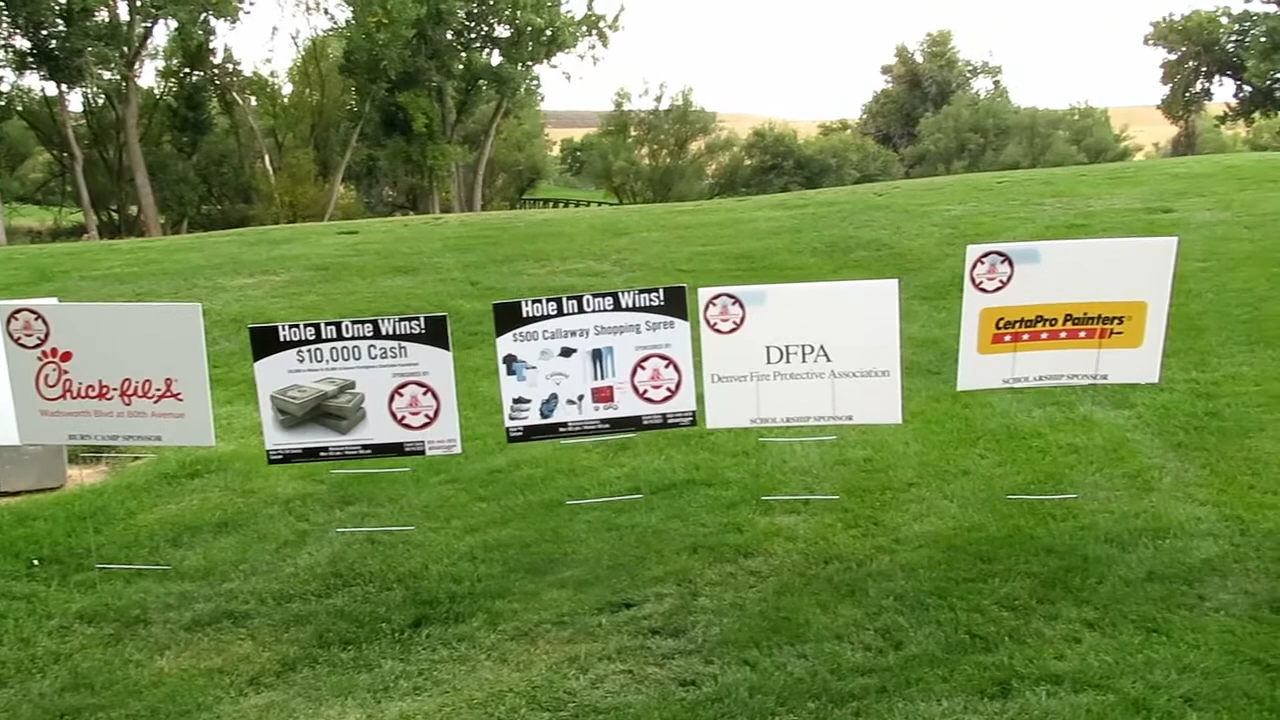 Chick-fil-A
Wadsworth Blvd at 80th Avenue
BURN CAMP SPONSOR
Hole In One Wins!
$10,000 Cash
SPONSORED BY:
Hole In One Wins!
$500 Callaway Shopping Spree
SPONSORED BY:
DFPA
Denver Fire Protective Association
SCHOLARSHIP SPONSOR
CertaPro Painters
SCHOLARSHIP SPONSOR